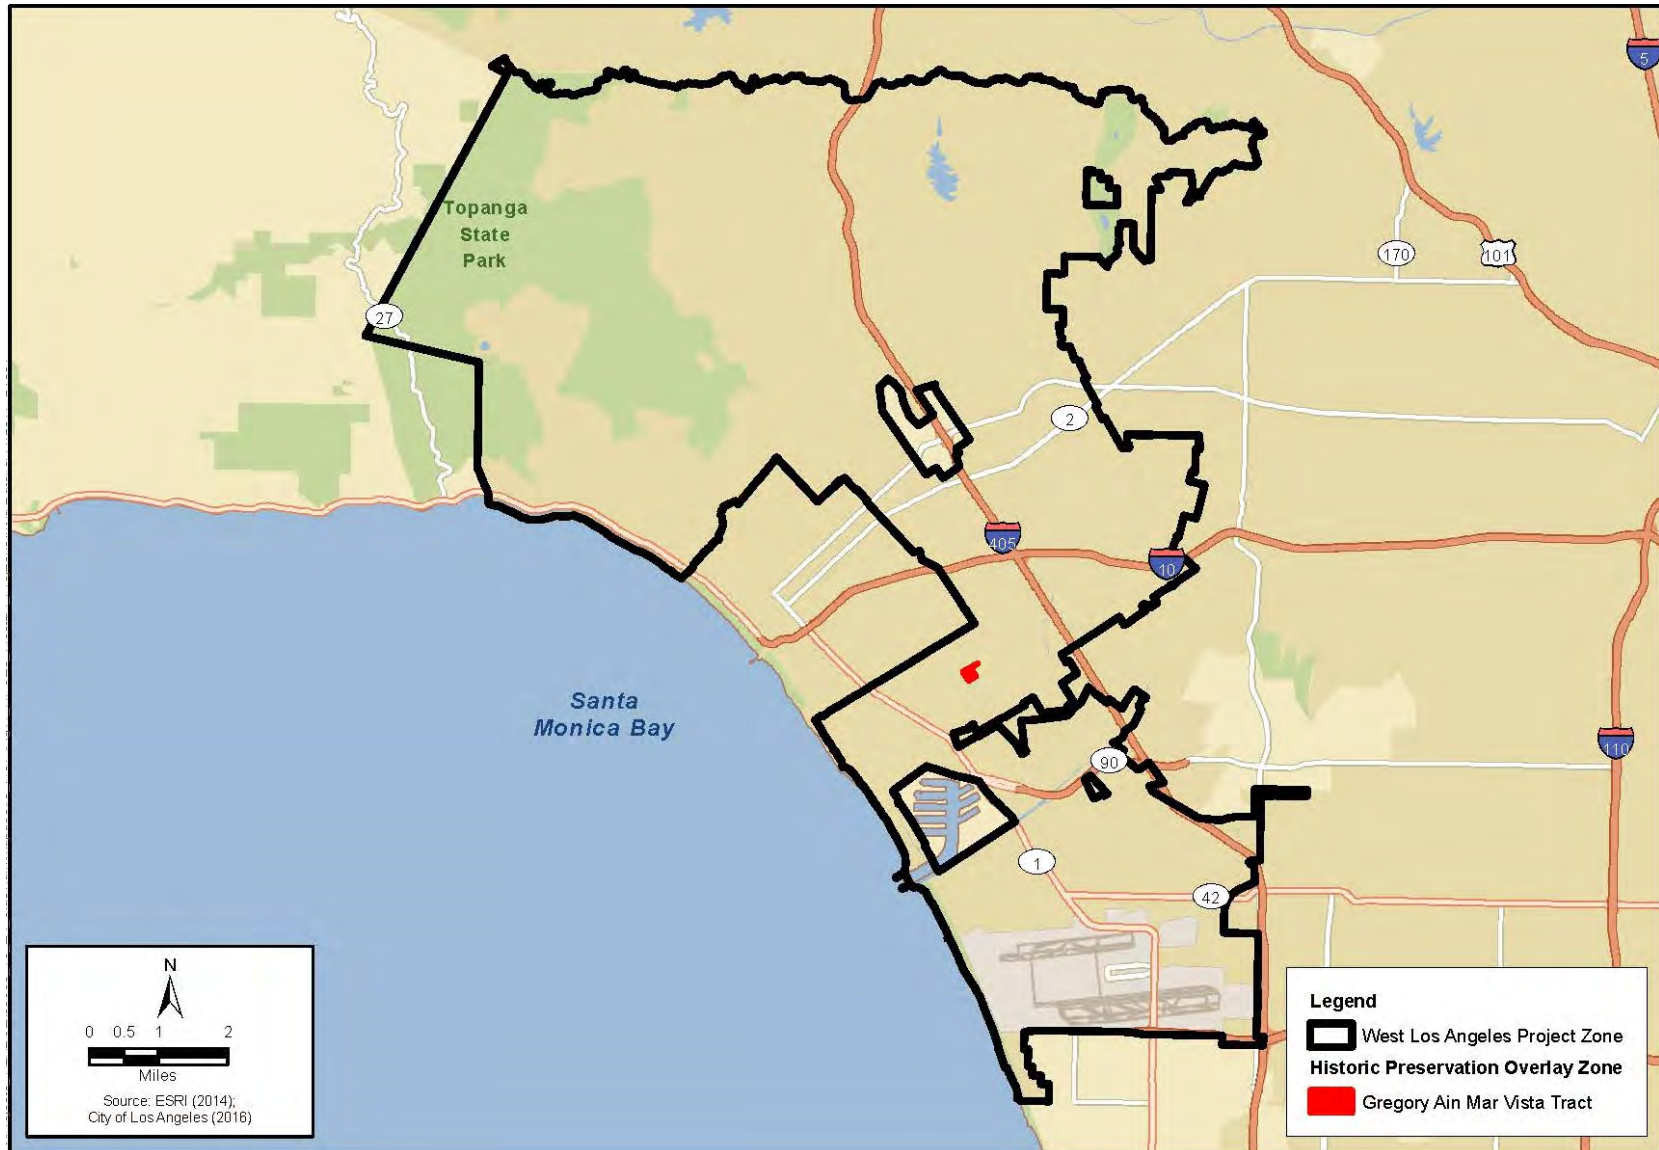 5
Topanga
State
Park
27
170
101
2
405
10
Santa
Monica Bay
90
110
1
42
N
0 0.5 1 2
Miles
Source: ESRI (2014);
City of Los Angeles (2016)
Legend
West Los Angeles Project Zone
Historic Preservation Overlay Zone
Gregory Ain Mar Vista Tract